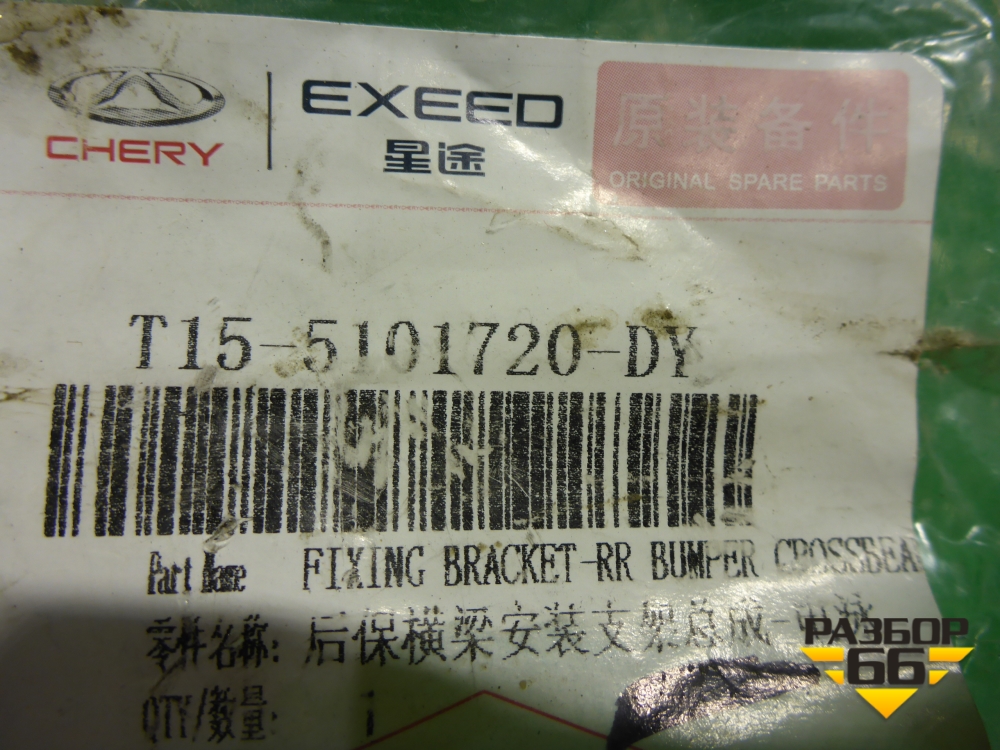 CHERY
EXEED
星途
原装备件
ORIGINAL SPARE PARTS
T15-5101720-DY
Part Name FIXING BRACKET-RR BUMPER
零件名称: 后保横梁安装支架总成-电泳
QTY/数量: 1
РАЗБОР
66